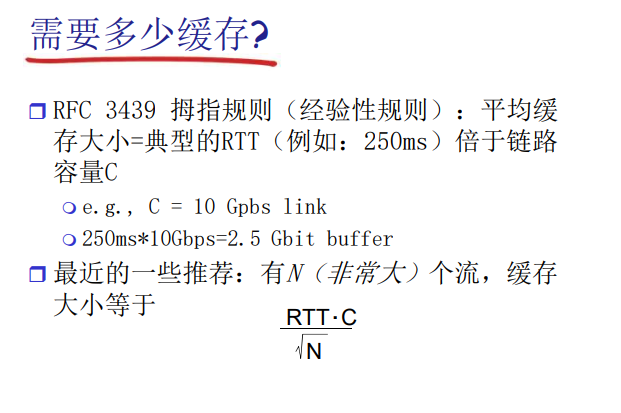 需要多少缓存?
RFC 3439 拇指规则（经验性规则）：平均缓
存大小=典型的RTT（例如：250ms）倍于链路
容量C
e.g., C = 10 Gpbs link
250ms*10Gbps=2.5 Gbit buffer
最近的一些推荐：有N（非常大）个流，缓存
大小等于
RTT·C
√N